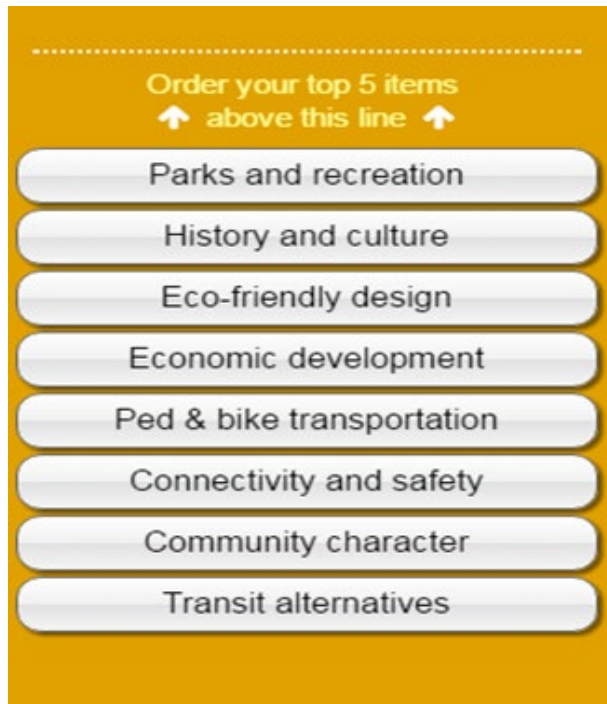 Order your top 5 items
above this line
Parks and recreation
History and culture
Eco-friendly design
Economic development
Ped & bike transportation
Connectivity and safety
Community character
Transit alternatives